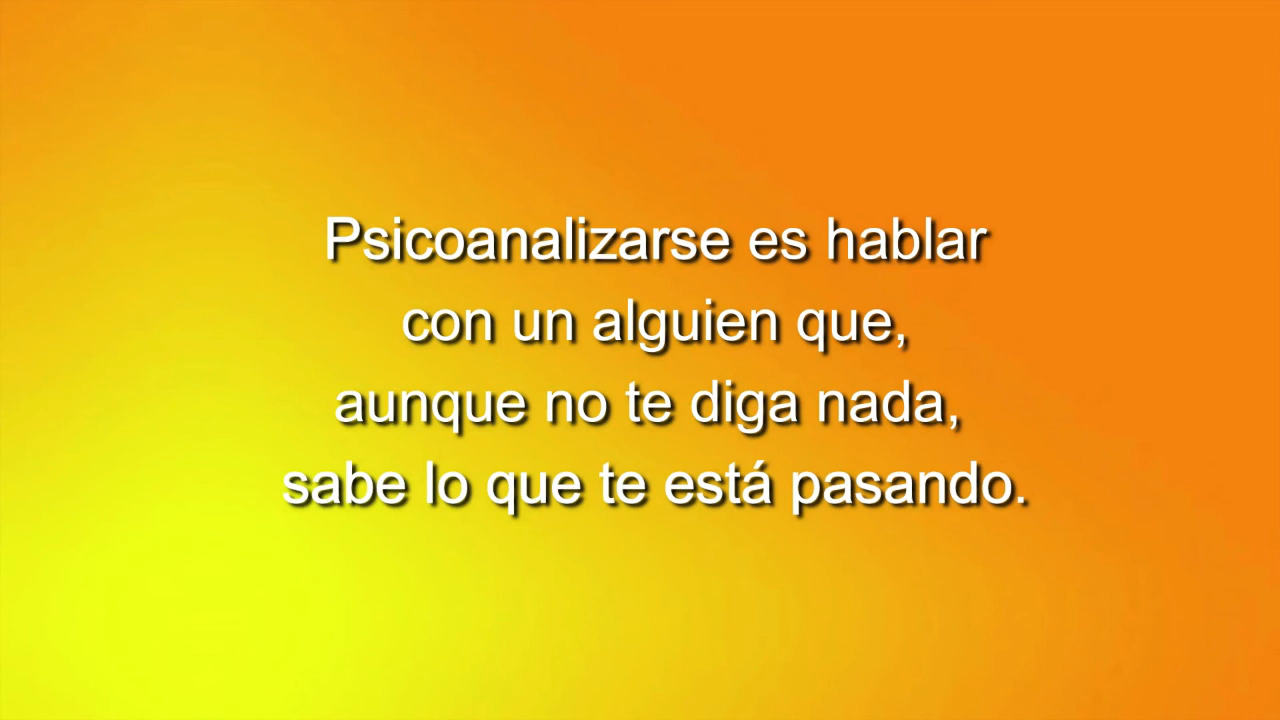 Psicoanalizarse es hablar
con un alguien que,
aunque no te diga nada,
sabe lo que te está pasando.